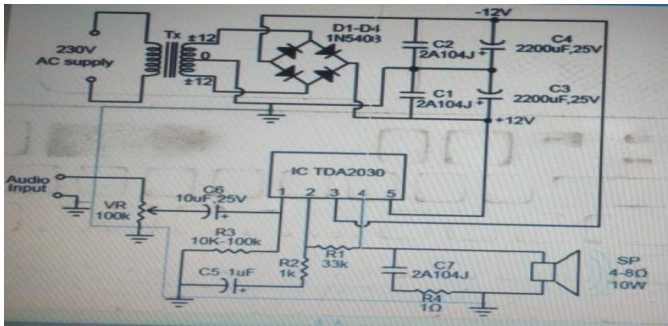 -12V
Tx
±12
D1-D4
1N5408
C4
2200uF,25V
C2
2A104J
+
+
230V
AC supply
0
±12
C3
2200uF,25V
C1
2A104J
+
+12V
IC TDA2030
1 2 3 4 5
Audio
Input
C6
10uF,25V
+
VR
100k
R3
10K-100k
R1
33k
R2
1k
C5 1uF
+
C7
2A104J
R4
1Ω
SP
4-8Ω
10W